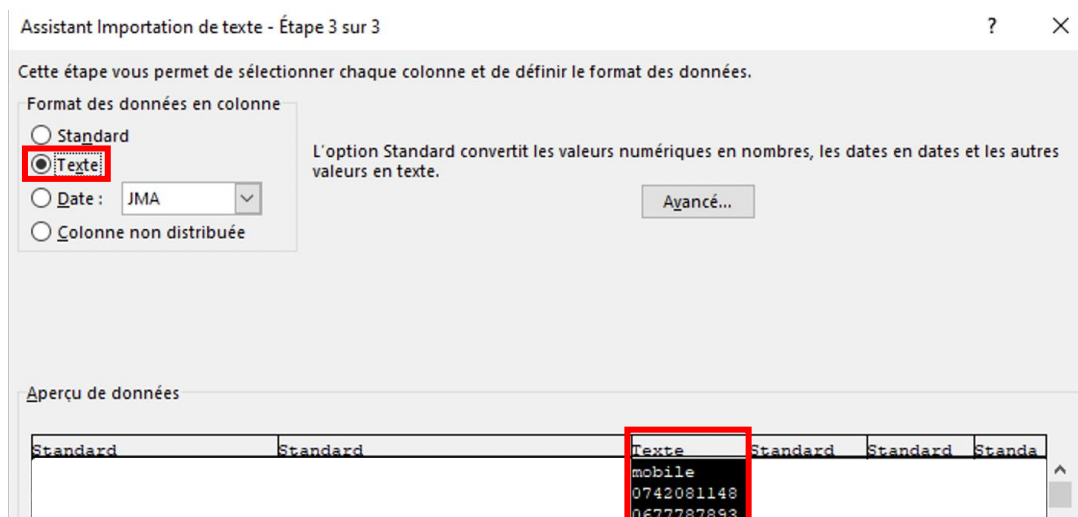 Assistant Importation de texte - Étape 3 sur 3
Cette étape vous permet de sélectionner chaque colonne et de définir le format des données.
Format des données en colonne
Standard
Texte
Date : JMA
Colonne non distribuée
L'option Standard convertit les valeurs numériques en nombres, les dates en dates et les autres
valeurs en texte.
Avancé...
Aperçu de données
Standard Standard Texte Standard Standard Standa
mobile
0742081148
0677787893